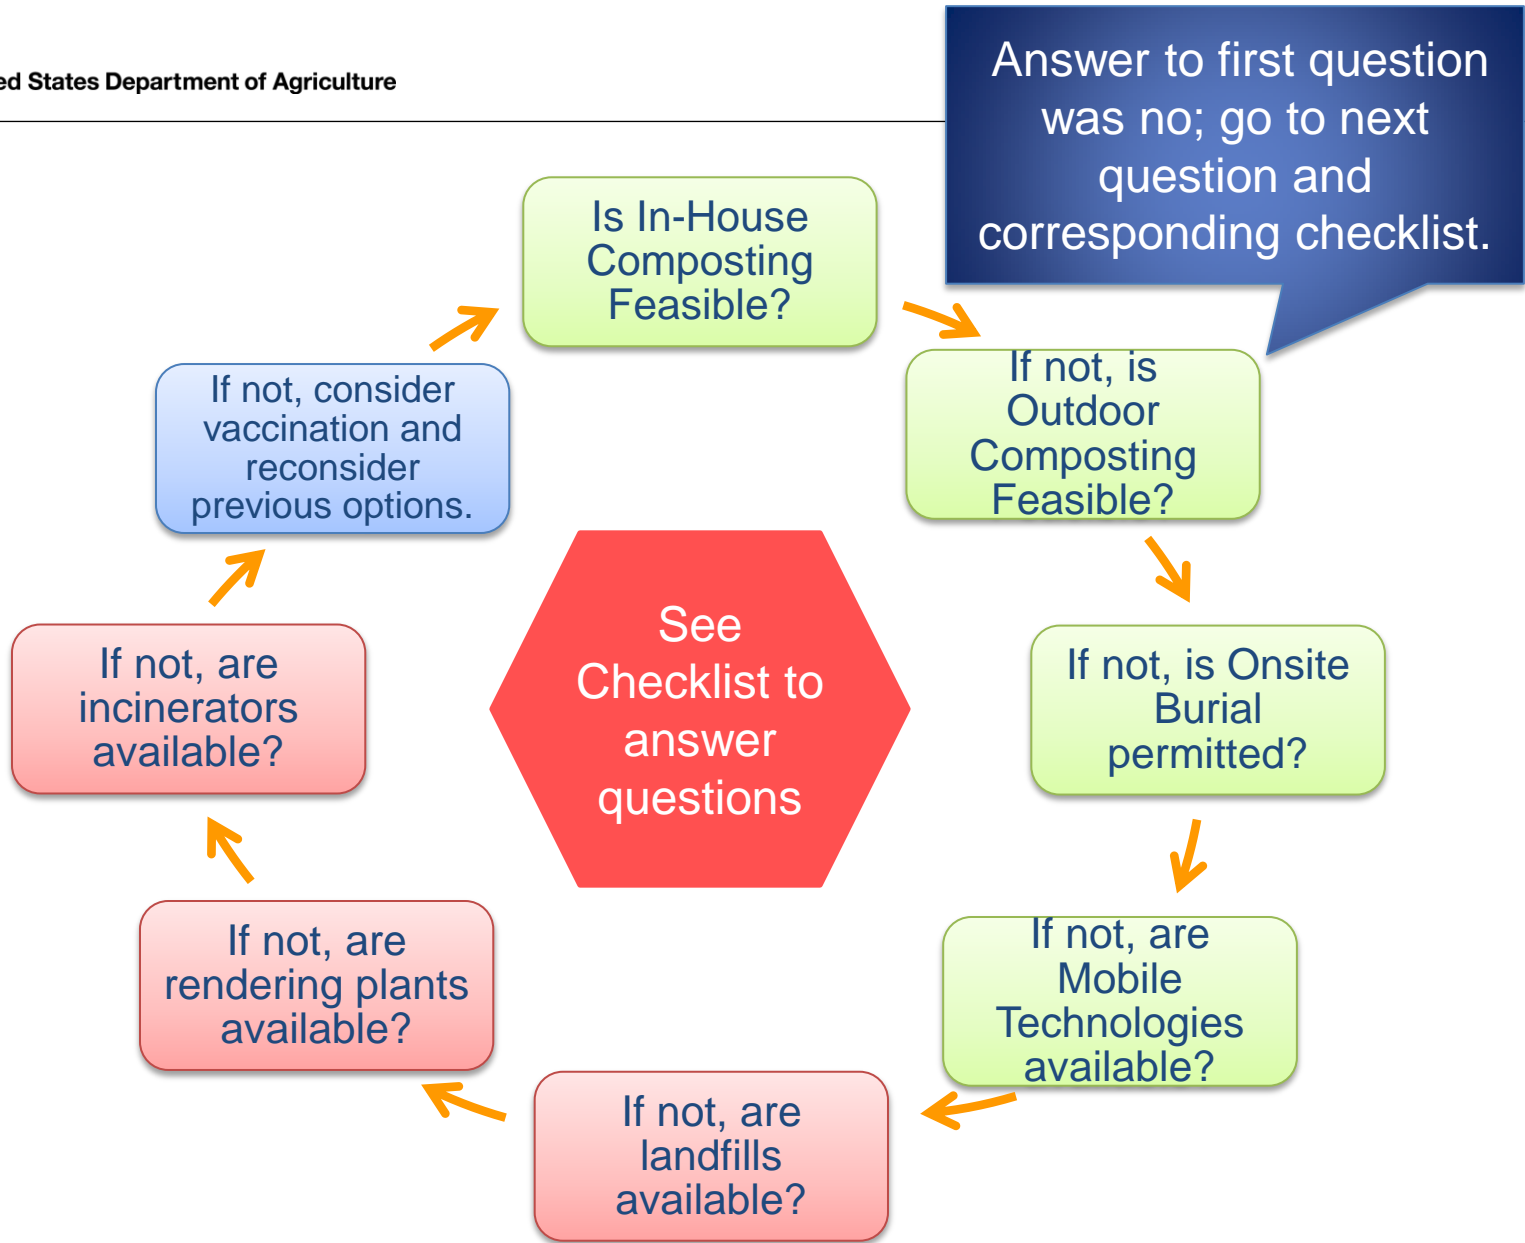 ed States Department of Agriculture
Answer to first question
was no; go to next
question and
corresponding checklist.
Is In-House
Composting
Feasible?
If not, is
Outdoor
Composting
Feasible?
If not, is Onsite
Burial
permitted?
If not, are
Mobile
Technologies
available?
If not, are
landfills
available?
If not, are
rendering plants
available?
If not, are
incinerators
available?
If not, consider
vaccination and
reconsider
previous options.
See
Checklist to
answer
questions